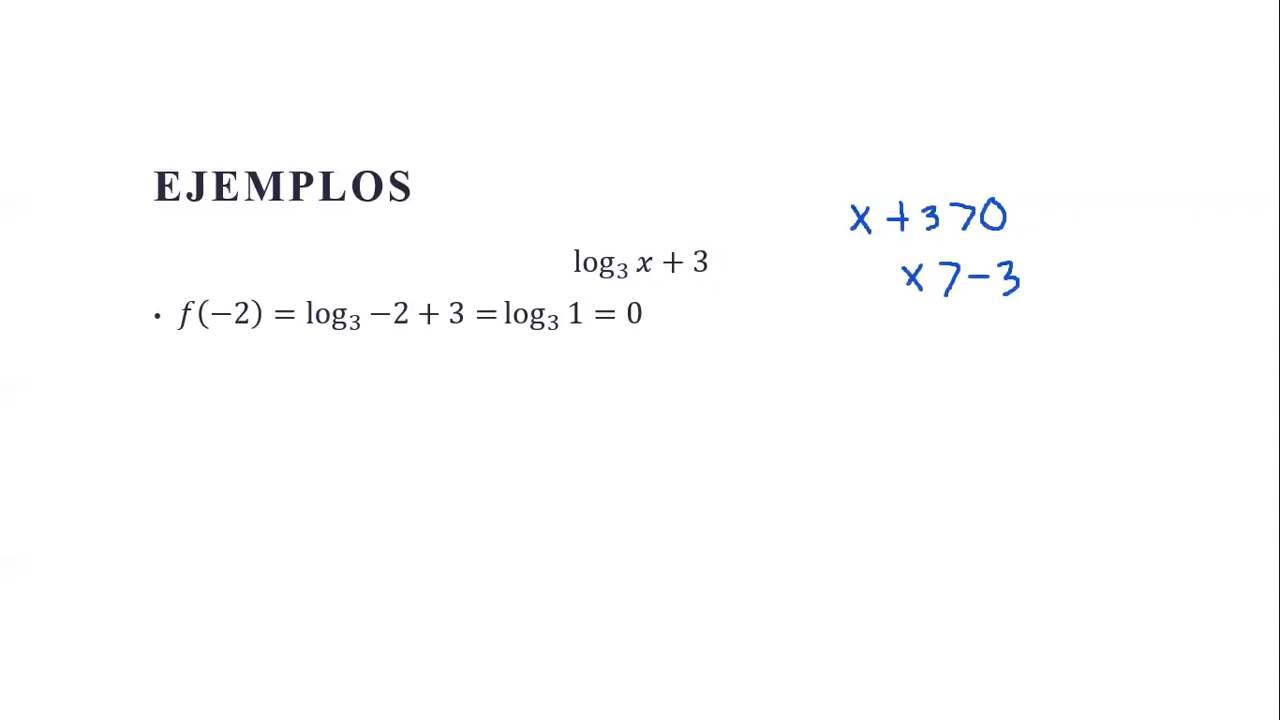 EJEMPLOS
x + 3 > 0
log₃ x + 3
x > −3
• f(−2) = log₃ −2 + 3 = log₃ 1 = 0